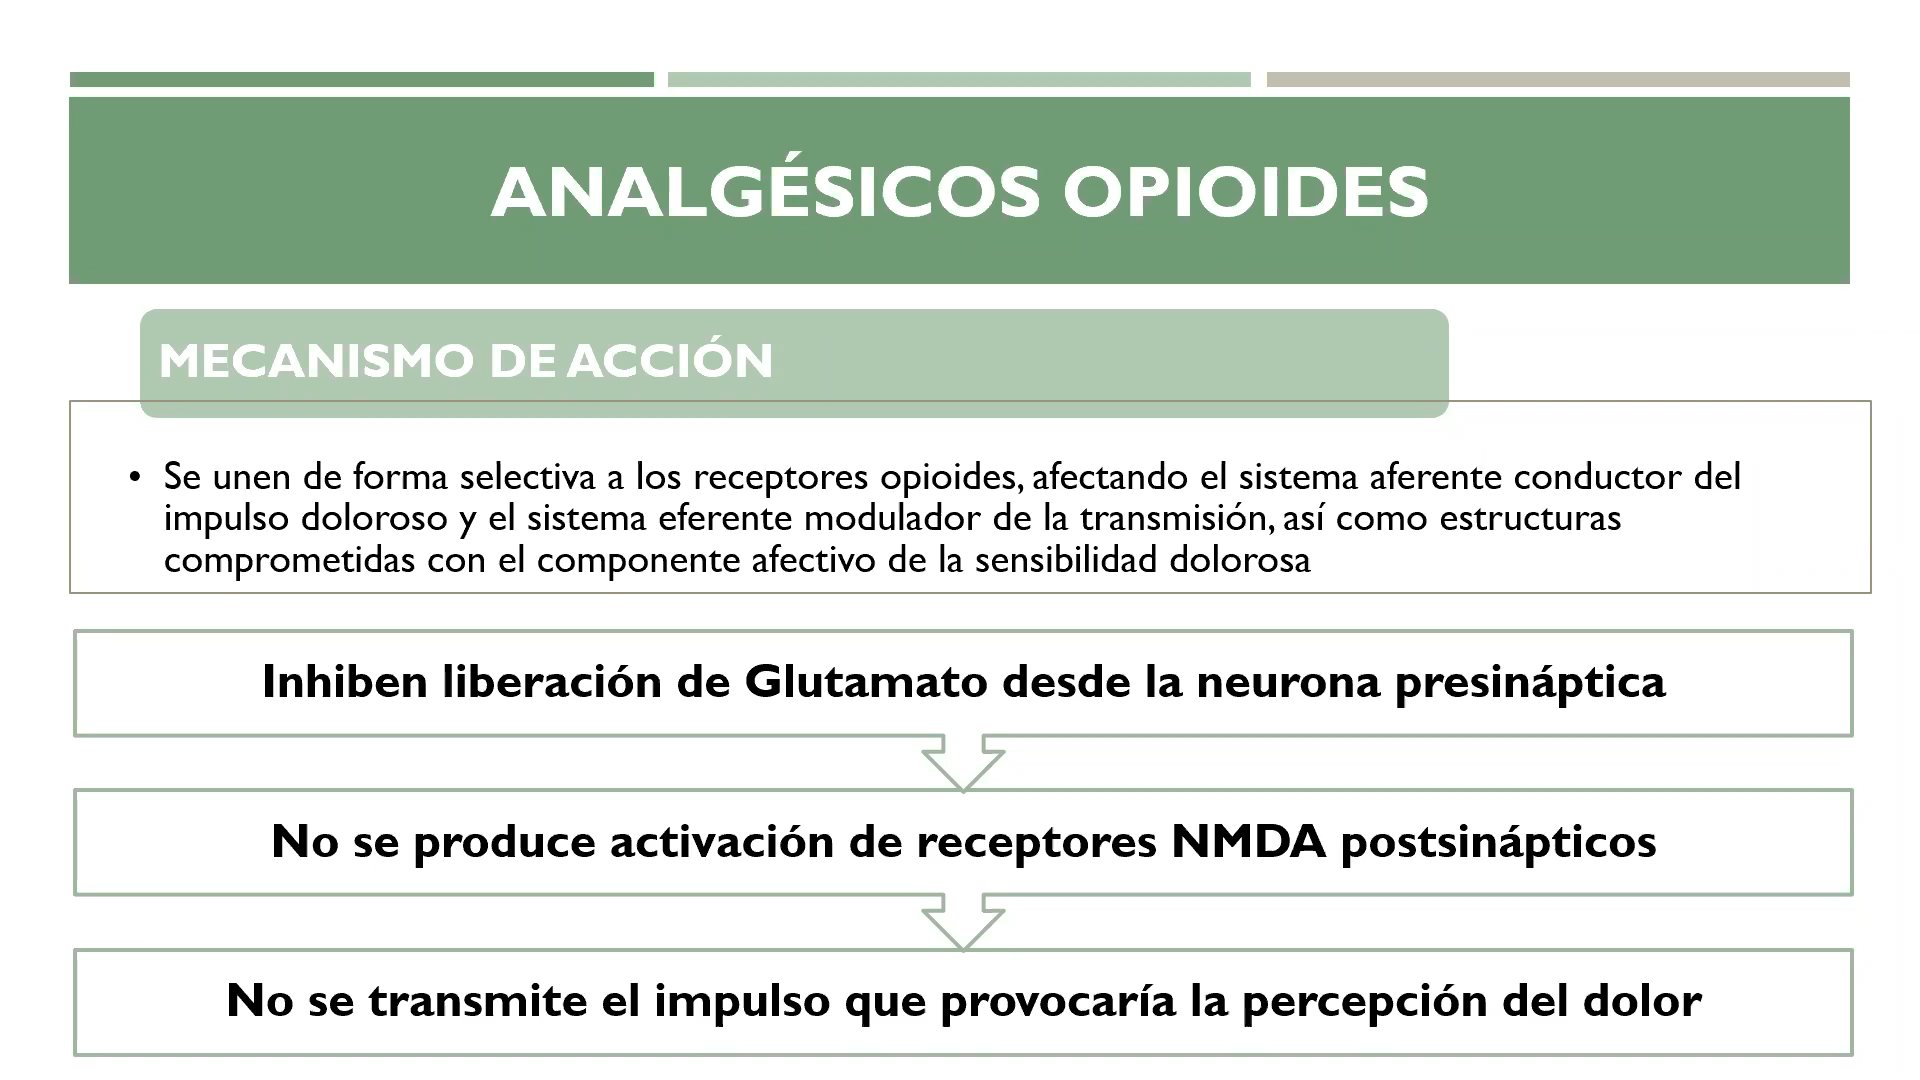 ANALGÉSICOS OPIOIDES
MECANISMO DE ACCIÓN
• Se unen de forma selectiva a los receptores opioides, afectando el sistema aferente conductor del
impulso doloroso y el sistema eferente modulador de la transmisión, así como estructuras
comprometidas con el componente afectivo de la sensibilidad dolorosa
Inhiben liberación de Glutamato desde la neurona presináptica
No se produce activación de receptores NMDA postsinápticos
No se transmite el impulso que provocaría la percepción del dolor